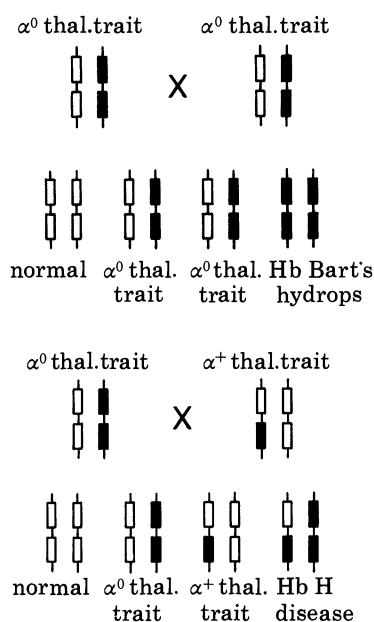 α⁰ thal.trait α⁰ thal.trait
X
normal α⁰ thal. α⁰ thal. Hb Bart's
trait trait hydrops
α⁰ thal.trait α⁺ thal.trait
X
normal α⁰ thal. α⁺ thal. Hb H
trait trait disease